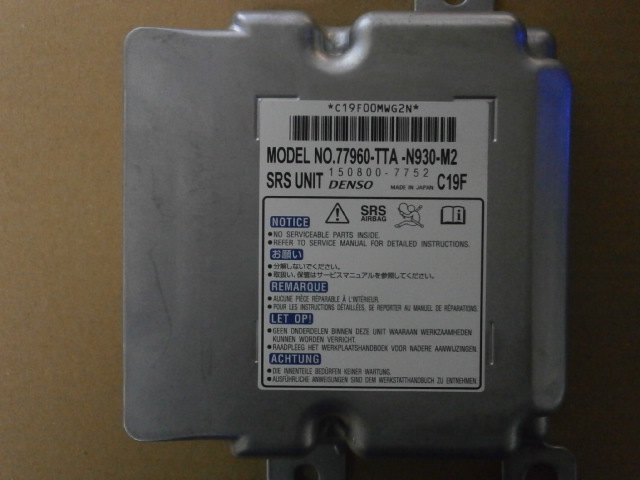 *C19F00MWG2N*
MODEL NO.77960-TTA -N930-M2
150800-7752
SRS UNIT DENSO MADE IN JAPAN C19F
SRS
AIRBAG
NOTICE
●NO SERVICEABLE PARTS INSIDE.
●REFER TO SERVICE MANUAL FOR DETAILED INSTRUCTIONS.
お願い
●分解しないでください。
●取扱い、保管はサービスマニュアルを参照してください。
REMARQUE
●AUCUNE PIÈCE RÉPARABLE À L'INTÉRIEUR.
●POUR LES INSTRUCTIONS DÉTAILLÉES, SE REPORTER AU MANUEL DE RÉPARATIONS.
LET OP!
●GEEN ONDERDELEN BINNEN DEZE UNIT WAARAAN WERKZAAMHEDEN
KUNNEN WORDEN VERRICHT.
●RAADPLEEG HET WERKPLAATSHANDBOEK VOOR NADERE AANWIJZINGEN.
ACHTUNG
●DIE INNENTEILE BEDÜRFEN KEINER WARTUNG.
●AUSFÜHRLICHE ANWEISUNGEN SIND DEM WERKSTATTHANDBUCH ZU ENTNEHMEN.